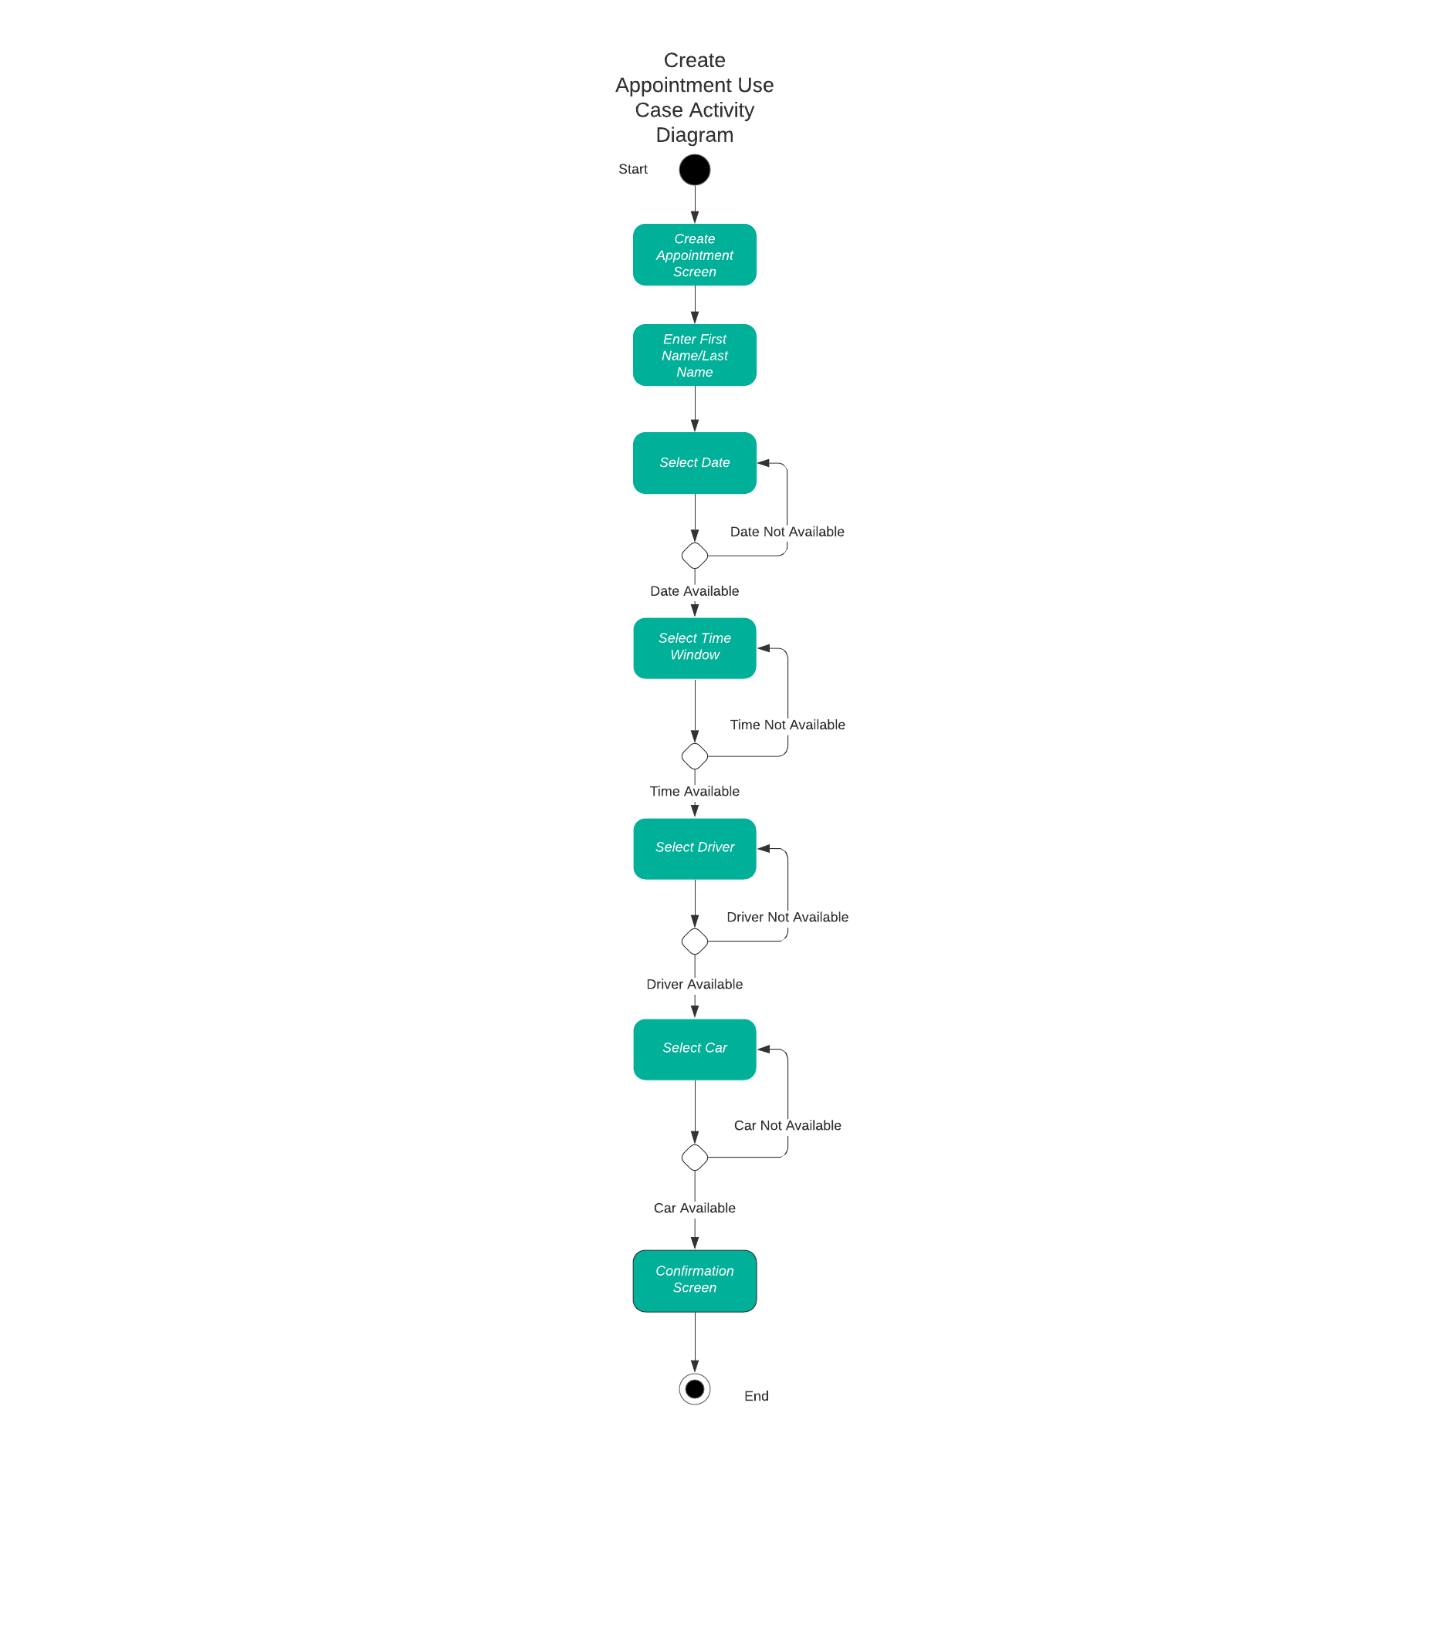 Create
Appointment Use
Case Activity
Diagram
Start
Create
Appointment
Screen
Enter First
Name/Last
Name
Select Date
Date Not Available
Date Available
Select Time
Window
Time Not Available
Time Available
Select Driver
Driver Not Available
Driver Available
Select Car
Car Not Available
Car Available
Confirmation
Screen
End